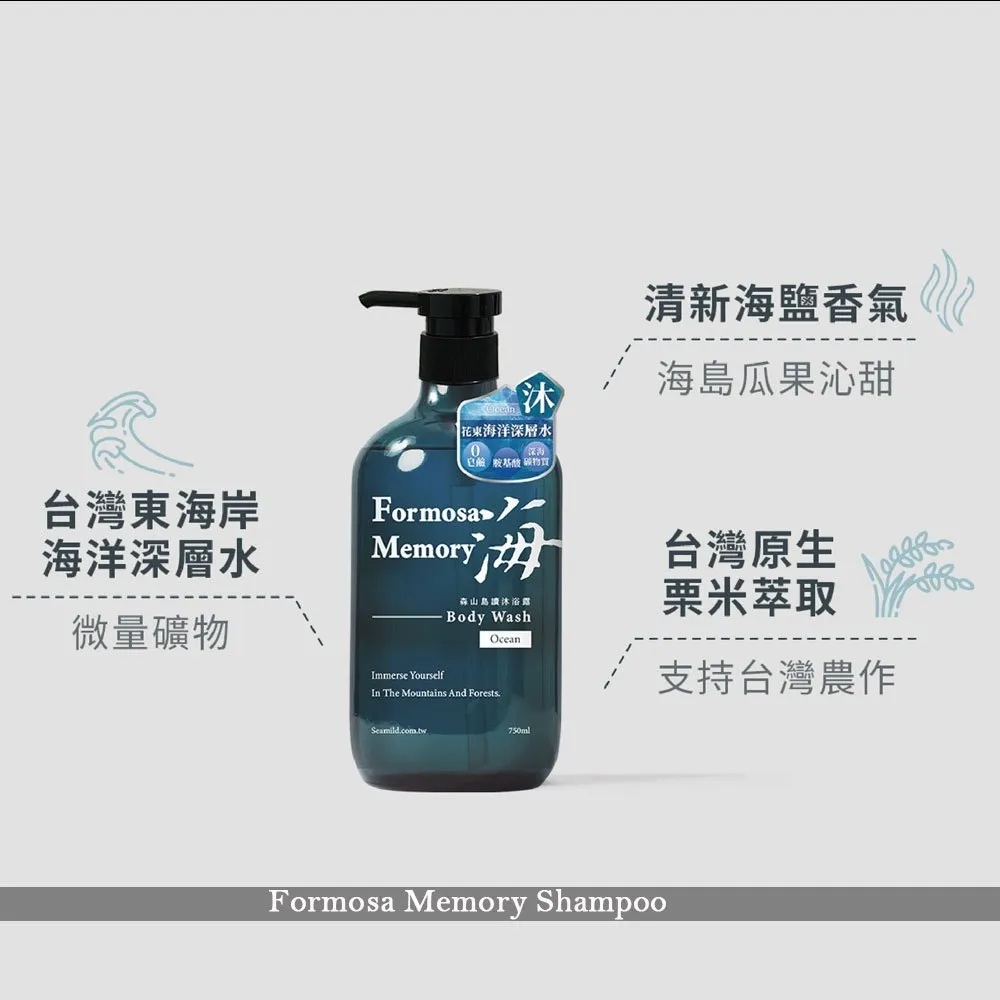 清新海鹽香氣
海島瓜果沁甜
台灣東海岸
海洋深層水
微量礦物
台灣原生
栗米萃取
支持台灣農作
沐
Ocean
花東海洋深層水
0
皂鹼
胺基酸
深海
礦物質
Formosa
Memory
海
森山島讀沐浴露
Body Wash
Ocean
Immerse Yourself
In The Mountains And Forests.
Seamild.com.tw
750ml
Formosa Memory Shampoo